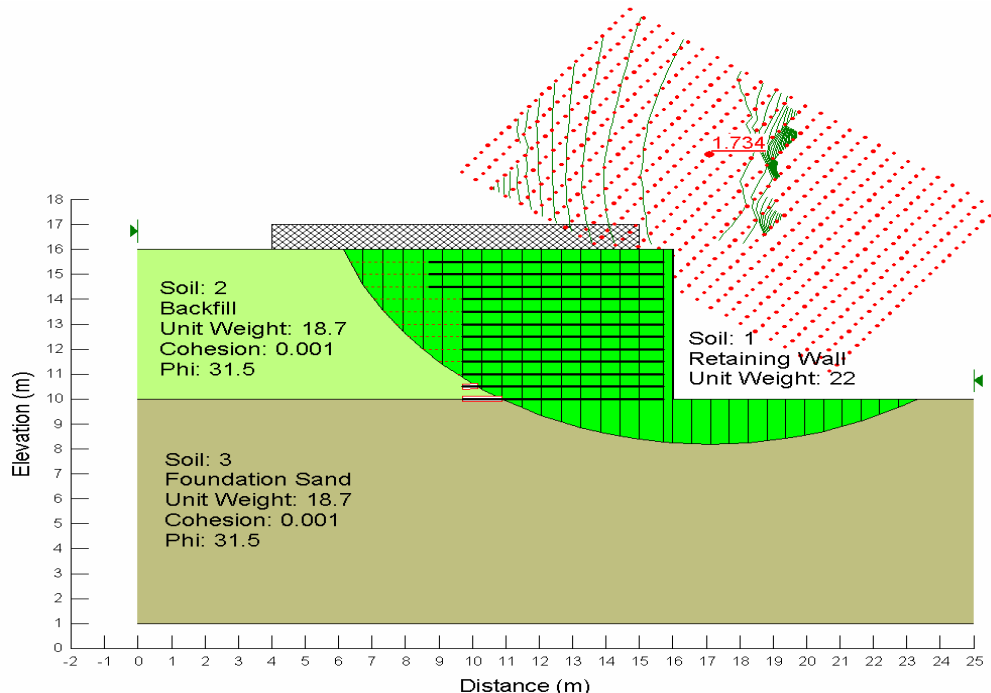 1.734
18
17
16
15
14
13
12
11
10
9
8
7
6
5
4
3
2
1
0
Elevation (m)
Soil: 2
Backfill
Unit Weight: 18.7
Cohesion: 0.001
Phi: 31.5
Soil: 1
Retaining Wall
Unit Weight: 22
Soil: 3
Foundation Sand
Unit Weight: 18.7
Cohesion: 0.001
Phi: 31.5
-2 -1 0 1 2 3 4 5 6 7 8 9 10 11 12 13 14 15 16 17 18 19 20 21 22 23 24 25
Distance (m)